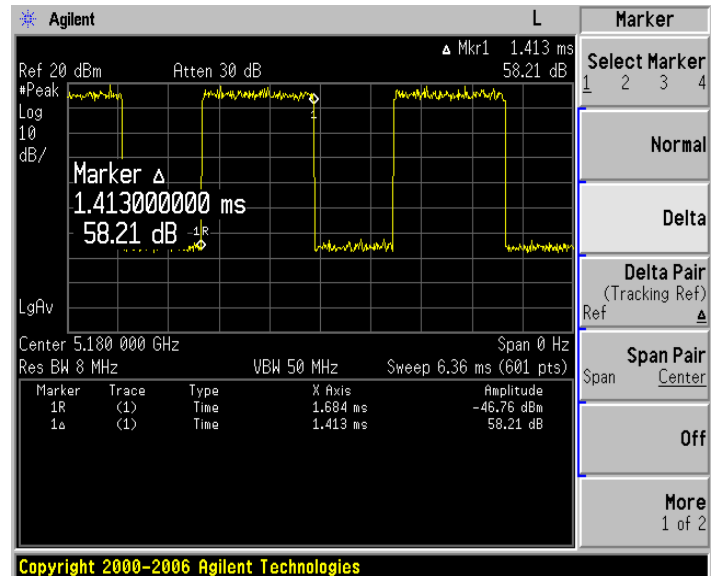 Agilent L
Δ Mkr1 1.413 ms
Ref 20 dBm Atten 30 dB 58.21 dB
#Peak
Log
10
dB/
1
Marker Δ
1.413000000 ms
58.21 dB
1R
LgAv
Center 5.180 000 GHz Span 0 Hz
Res BW 8 MHz VBW 50 MHz Sweep 6.36 ms (601 pts)
Marker Trace Type X Axis Amplitude
1R (1) Time 1.684 ms -46.76 dBm
1Δ (1) Time 1.413 ms 58.21 dB
Copyright 2000-2006 Agilent Technologies
Marker
Select Marker
1 2 3 4
Normal
Delta
Delta Pair
(Tracking Ref)
Ref Δ
Span Pair
Span Center
Off
More
1 of 2